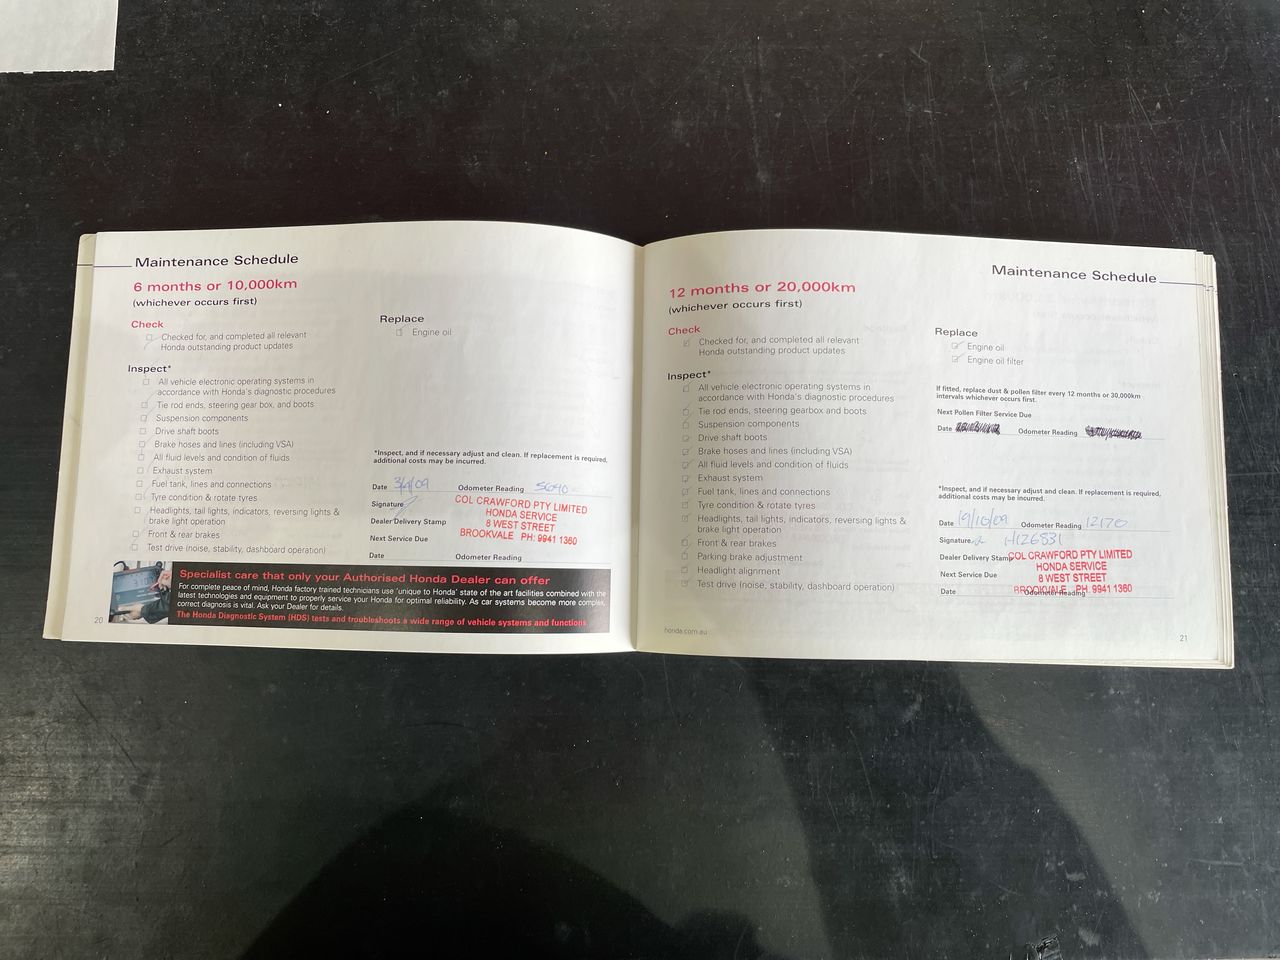 Maintenance Schedule
6 months or 10,000km
(whichever occurs first)
Check
Checked for, and completed all relevant
Honda outstanding product updates
Inspect*
All vehicle electronic operating systems in
accordance with Honda's diagnostic procedures
Tie rod ends, steering gear box, and boots
Suspension components
Drive shaft boots
Brake hoses and lines (including VSA)
All fluid levels and condition of fluids
Exhaust system
Fuel tank, lines and connections
Tyre condition & rotate tyres
Headlights, tail lights, indicators, reversing lights &
brake light operation
Front & rear brakes
Test drive (noise, stability, dashboard operation)
Replace
Engine oil
*Inspect, and if necessary adjust and clean. If replacement is required,
additional costs may be incurred.
Date 3/4/09 Odometer Reading 5640
Signature
COL CRAWFORD PTY LIMITED
HONDA SERVICE
8 WEST STREET
BROOKVALE PH: 9941 1360
Dealer Delivery Stamp
Next Service Due
Date Odometer Reading
Specialist care that only your Authorised Honda Dealer can offer
For complete peace of mind, Honda factory trained technicians use 'unique to Honda' state of the art facilities combined with the
latest technologies and equipment to properly service your Honda for optimal reliability. As car systems become more complex,
correct diagnosis is vital. Ask your Dealer for details.
The Honda Diagnostic System (HDS) tests and troubleshoots a wide range of vehicle systems and functions
20
Maintenance Schedule
12 months or 20,000km
(whichever occurs first)
Check
Checked for, and completed all relevant
Honda outstanding product updates
Inspect*
All vehicle electronic operating systems in
accordance with Honda's diagnostic procedures
Tie rod ends, steering gearbox and boots
Suspension components
Drive shaft boots
Brake hoses and lines (including VSA)
All fluid levels and condition of fluids
Exhaust system
Fuel tank, lines and connections
Tyre condition & rotate tyres
Headlights, tail lights, indicators, reversing lights &
brake light operation
Front & rear brakes
Parking brake adjustment
Headlight alignment
Test drive (noise, stability, dashboard operation)
Replace
Engine oil
Engine oil filter
If fitted, replace dust & pollen filter every 12 months or 30,000km
intervals whichever occurs first.
Next Pollen Filter Service Due
Date Odometer Reading
*Inspect, and if necessary adjust and clean. If replacement is required,
additional costs may be incurred.
Date 19/10/09 Odometer Reading 12170
Signature H126831
Dealer Delivery Stamp
COL CRAWFORD PTY LIMITED
HONDA SERVICE
8 WEST STREET
BROOKVALE PH: 9941 1360
Next Service Due
Date Odometer Reading
honda.com.au
21